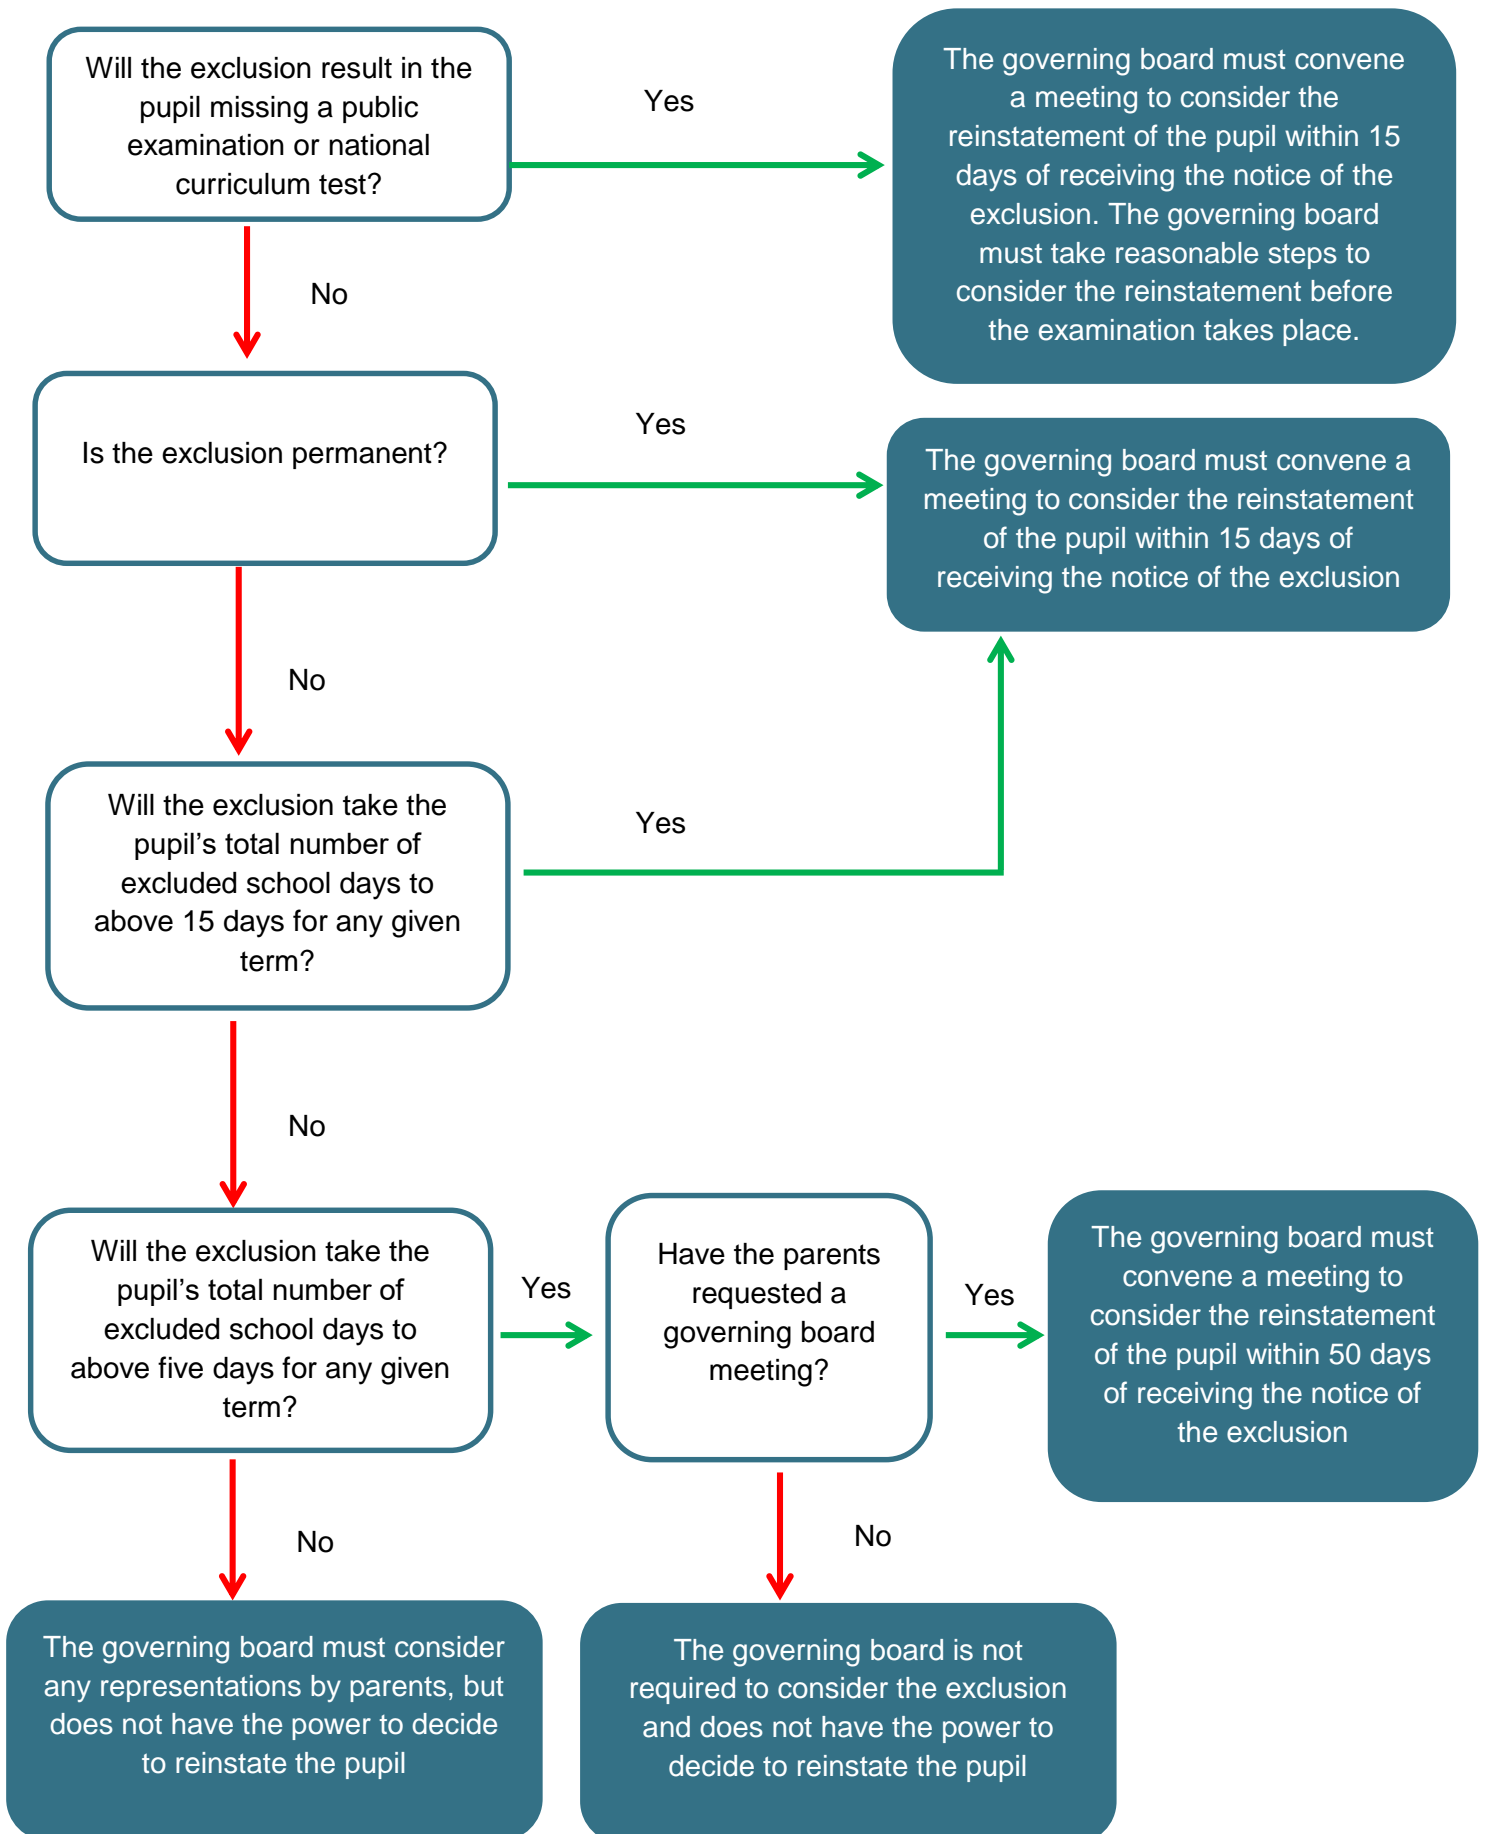 Will the exclusion result in the
pupil missing a public
examination or national
curriculum test?
Yes
The governing board must convene
a meeting to consider the
reinstatement of the pupil within 15
days of receiving the notice of the
exclusion. The governing board
must take reasonable steps to
consider the reinstatement before
the examination takes place.
No
Is the exclusion permanent?
Yes
The governing board must convene a
meeting to consider the reinstatement
of the pupil within 15 days of
receiving the notice of the exclusion
No
Will the exclusion take the
pupil’s total number of
excluded school days to
above 15 days for any given
term?
Yes
No
Will the exclusion take the
pupil’s total number of
excluded school days to
above five days for any given
term?
Yes
Have the parents
requested a
governing board
meeting?
Yes
The governing board must
convene a meeting to
consider the reinstatement
of the pupil within 50 days
of receiving the notice of
the exclusion
No
No
The governing board must consider
any representations by parents, but
does not have the power to decide
to reinstate the pupil
The governing board is not
required to consider the exclusion
and does not have the power to
decide to reinstate the pupil